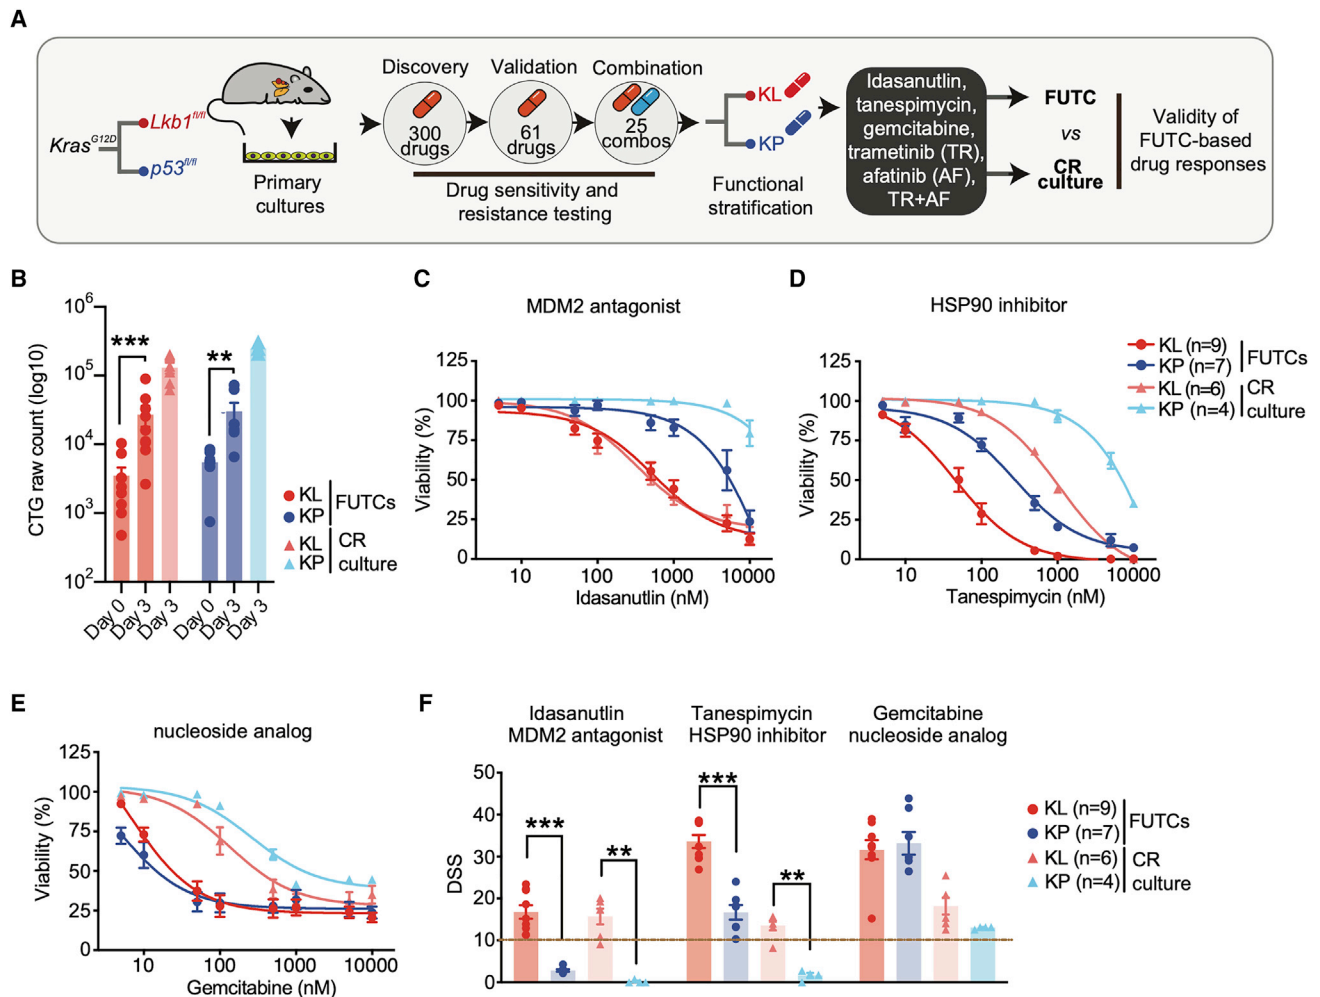 A
Kras^G12D
Lkb1^fl/fl
p53^fl/fl
Primary
cultures
Discovery
300
drugs
Validation
61
drugs
Combination
25
combos
Drug sensitivity and
resistance testing
KL
KP
Functional
stratification
Idasanutlin,
tanespimycin,
gemcitabine,
trametinib (TR),
afatinib (AF),
TR+AF
FUTC
vs
CR
culture
Validity of
FUTC-based
drug responses
B
CTG raw count (log10)
10^6
10^5
10^4
10^3
10^2
***
**
Day 0
Day 3
Day 3
Day 0
Day 3
Day 3
KL
KP
FUTCs
KL
KP
CR
culture
C
MDM2 antagonist
Viability (%)
125
100
75
50
25
0
10
100
1000
10000
Idasanutlin (nM)
D
HSP90 inhibitor
Viability (%)
125
100
75
50
25
0
10
100
1000
10000
Tanespimycin (nM)
KL (n=9)
KP (n=7)
FUTCs
KL (n=6)
KP (n=4)
CR
culture
E
nucleoside analog
Viability (%)
125
100
75
50
25
0
10
100
1000
10000
Gemcitabine (nM)
F
Idasanutlin
MDM2 antagonist
Tanespimycin
HSP90 inhibitor
Gemcitabine
nucleoside analog
DSS
50
40
30
20
10
0
***
**
***
**
KL (n=9)
KP (n=7)
FUTCs
KL (n=6)
KP (n=4)
CR
culture